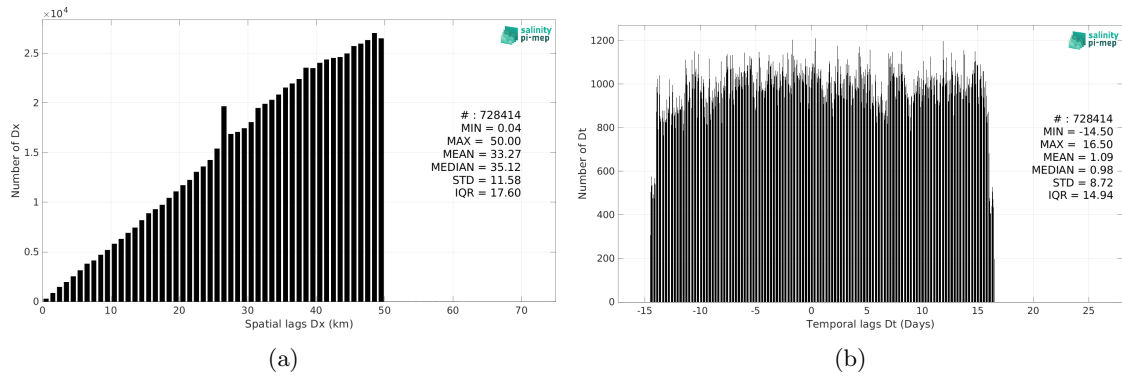 ×10⁴
salinity
pi-mep
2.5
2
1.5
1
0.5
0
Number of Dx
# : 728414
MIN = 0.04
MAX = 50.00
MEAN = 33.27
MEDIAN = 35.12
STD = 11.58
IQR = 17.60
0 10 20 30 40 50 60 70
Spatial lags Dx (km)
(a)
salinity
pi-mep
1200
1000
800
600
400
200
0
Number of Dt
# : 728414
MIN = -14.50
MAX = 16.50
MEAN = 1.09
MEDIAN = 0.98
STD = 8.72
IQR = 14.94
-15 -10 -5 0 5 10 15 20 25
Temporal lags Dt (Days)
(b)